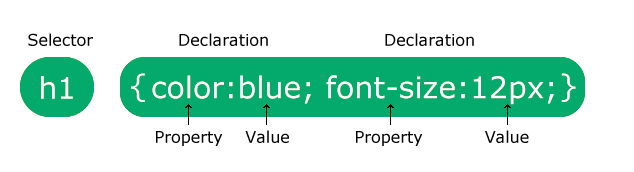 Selector Declaration Declaration
h1 {color:blue; font-size:12px;}
Property Value Property Value